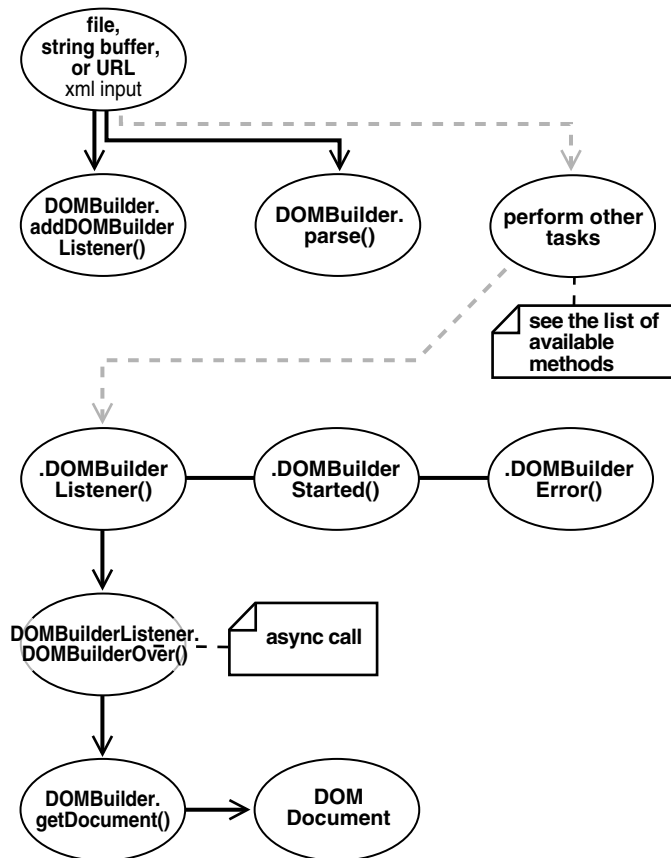 file,
string buffer,
or URL
xml input
DOMBuilder.
addDOMBuilder
Listener()
DOMBuilder.
parse()
perform other
tasks
see the list of
available
methods
.DOMBuilder
Listener()
.DOMBuilder
Started()
.DOMBuilder
Error()
DOMBuilderListener.
DOMBuilderOver()
async call
DOMBuilder.
getDocument()
DOM
Document